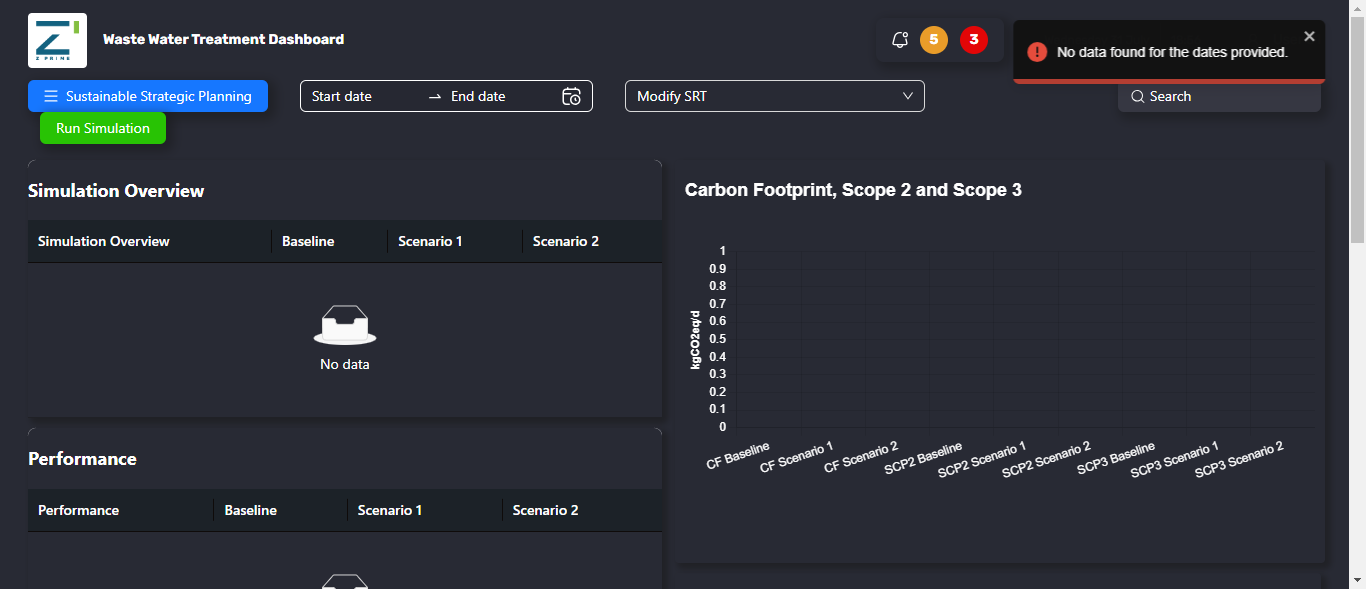 Z PRIME
Waste Water Treatment Dashboard
5
3
No data found for the dates provided.
Sustainable Strategic Planning
Start date
End date
Modify SRT
Search
Run Simulation
Simulation Overview
Simulation Overview Baseline Scenario 1 Scenario 2
No data
Performance
Performance Baseline Scenario 1 Scenario 2
Carbon Footprint, Scope 2 and Scope 3
kgCO2eq/d
1
0.9
0.8
0.7
0.6
0.5
0.4
0.3
0.2
0.1
0
CF Baseline
CF Scenario 1
CF Scenario 2
SCP2 Baseline
SCP2 Scenario 1
SCP2 Scenario 2
SCP3 Baseline
SCP3 Scenario 1
SCP3 Scenario 2